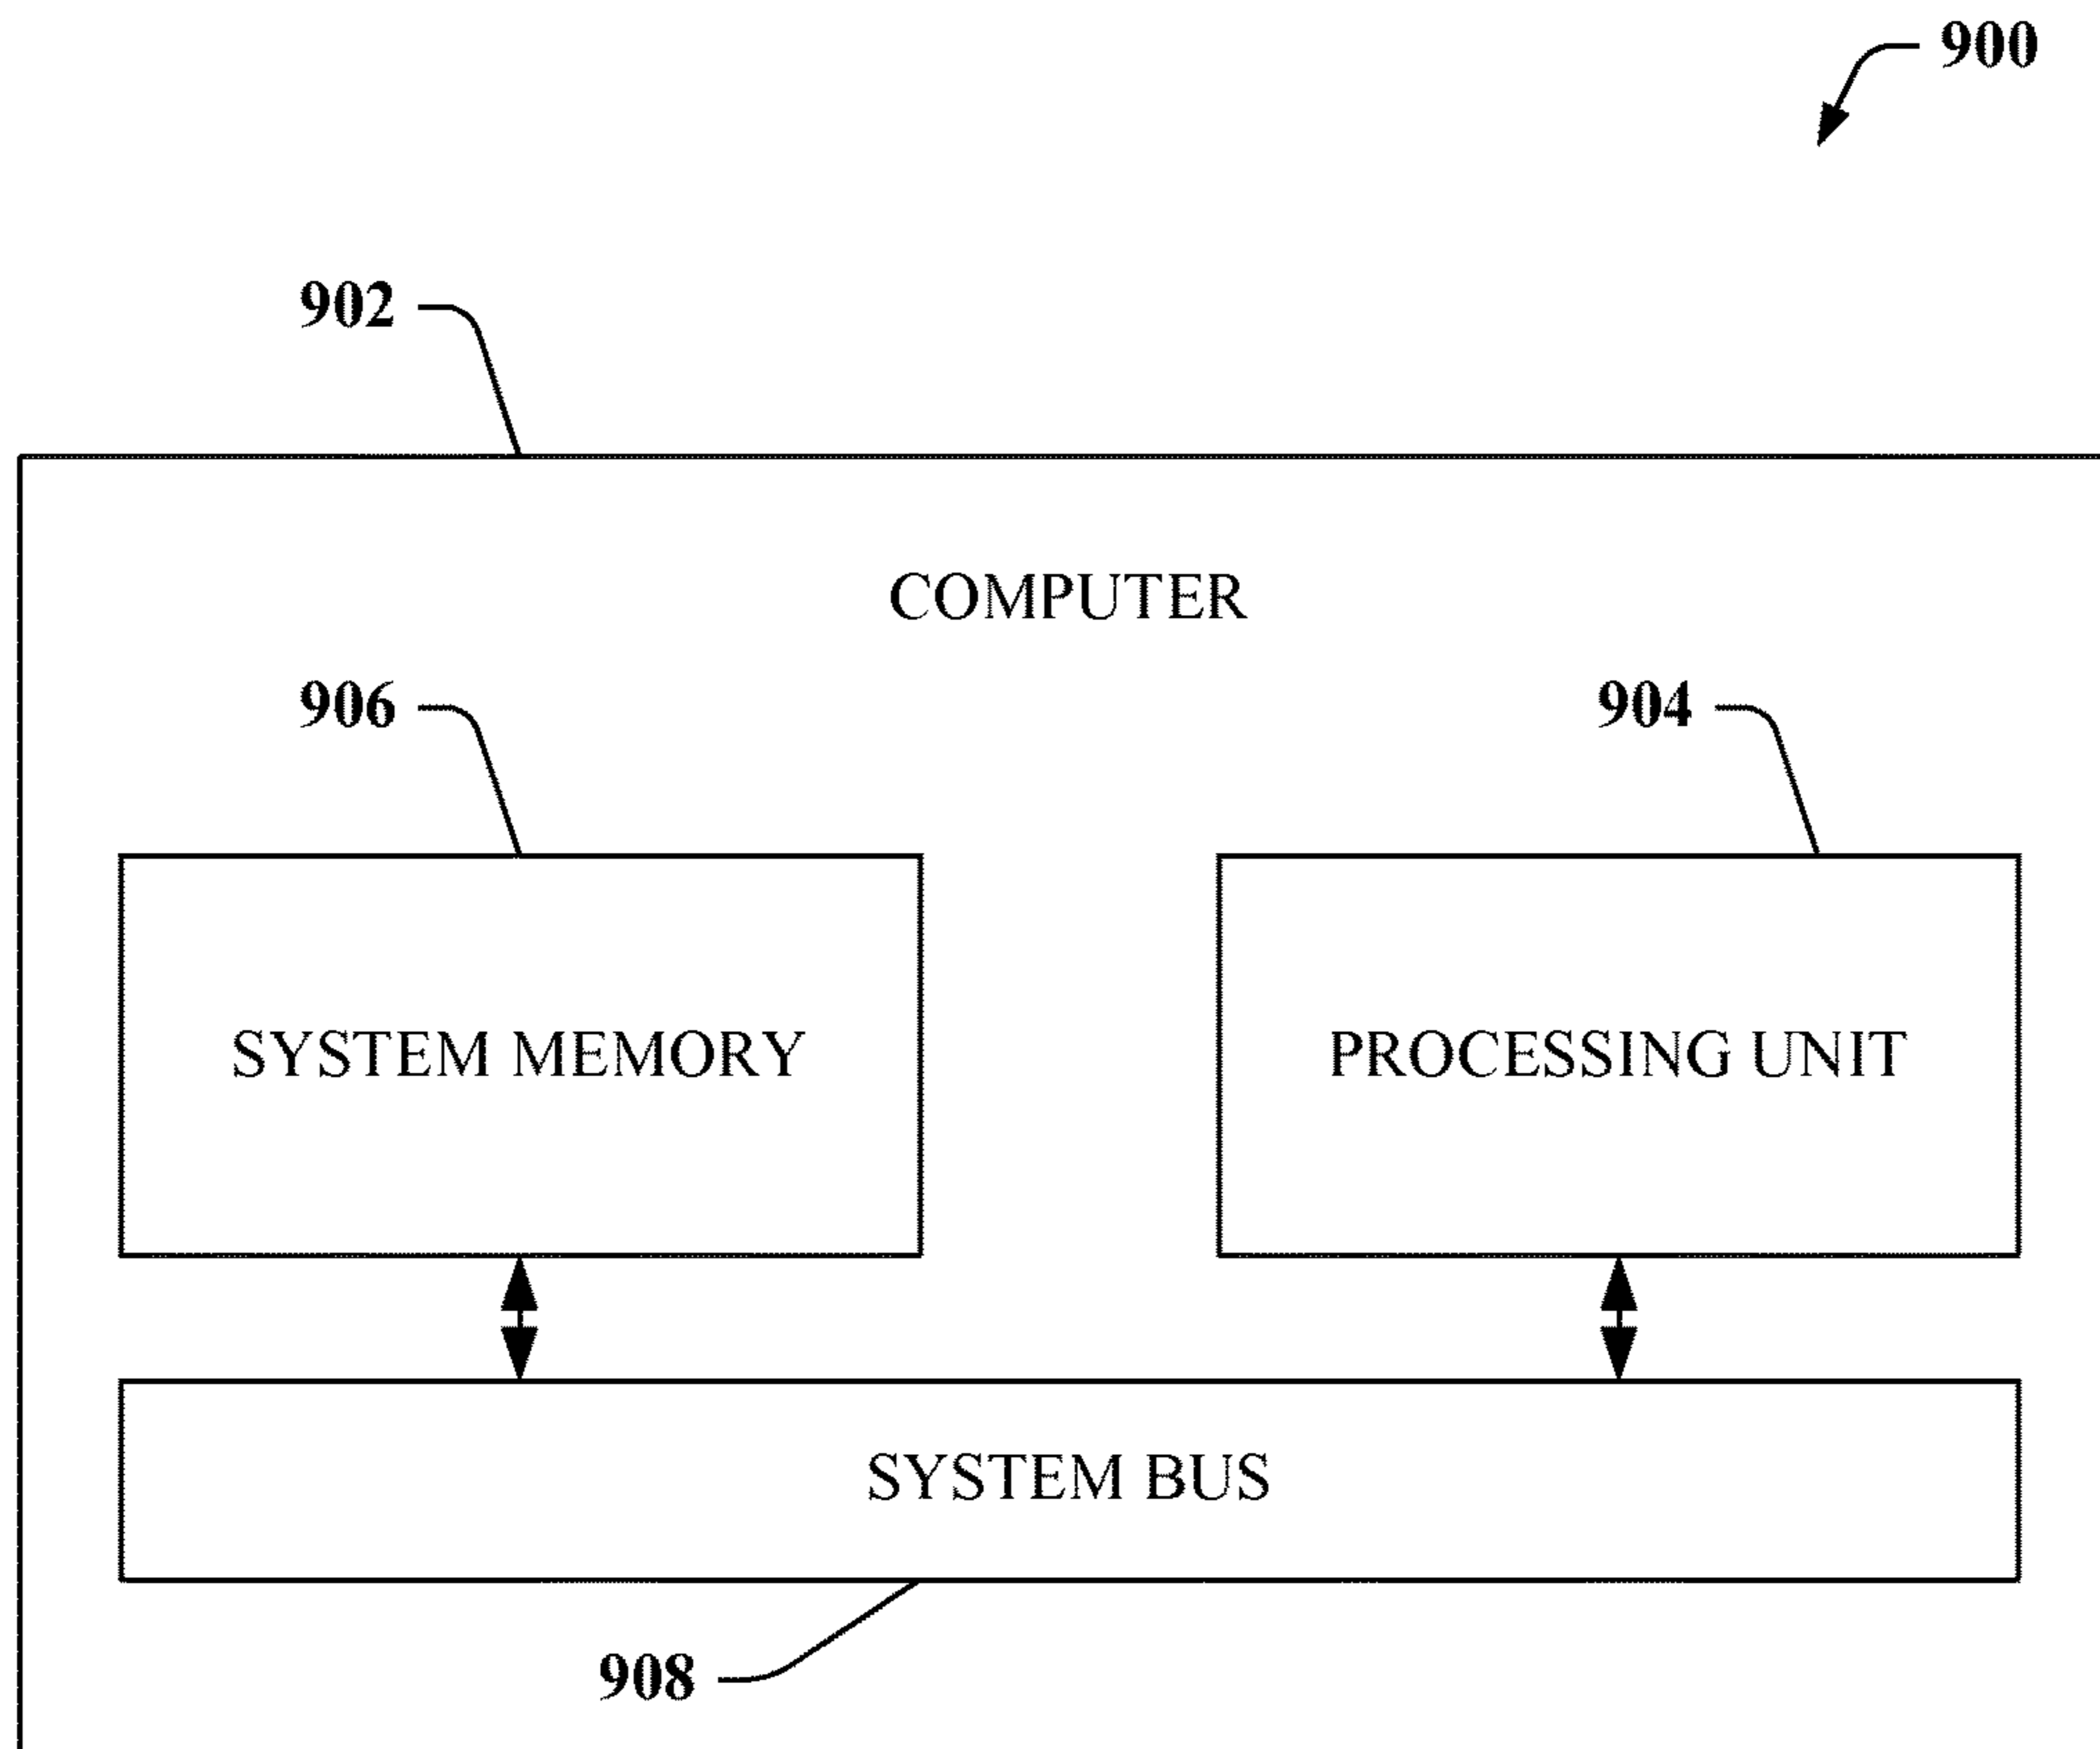 900
902
COMPUTER
906
904
SYSTEM MEMORY
PROCESSING UNIT
SYSTEM BUS
908